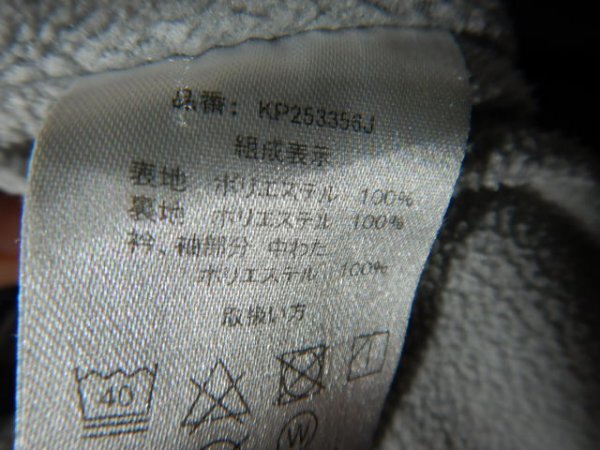 品番: KP253356J
組成表示
表地 ポリエステル 100%
裏地 ポリエステル 100%
衿、袖部分 中わた
ポリエステル 100%
取扱い方
40
W